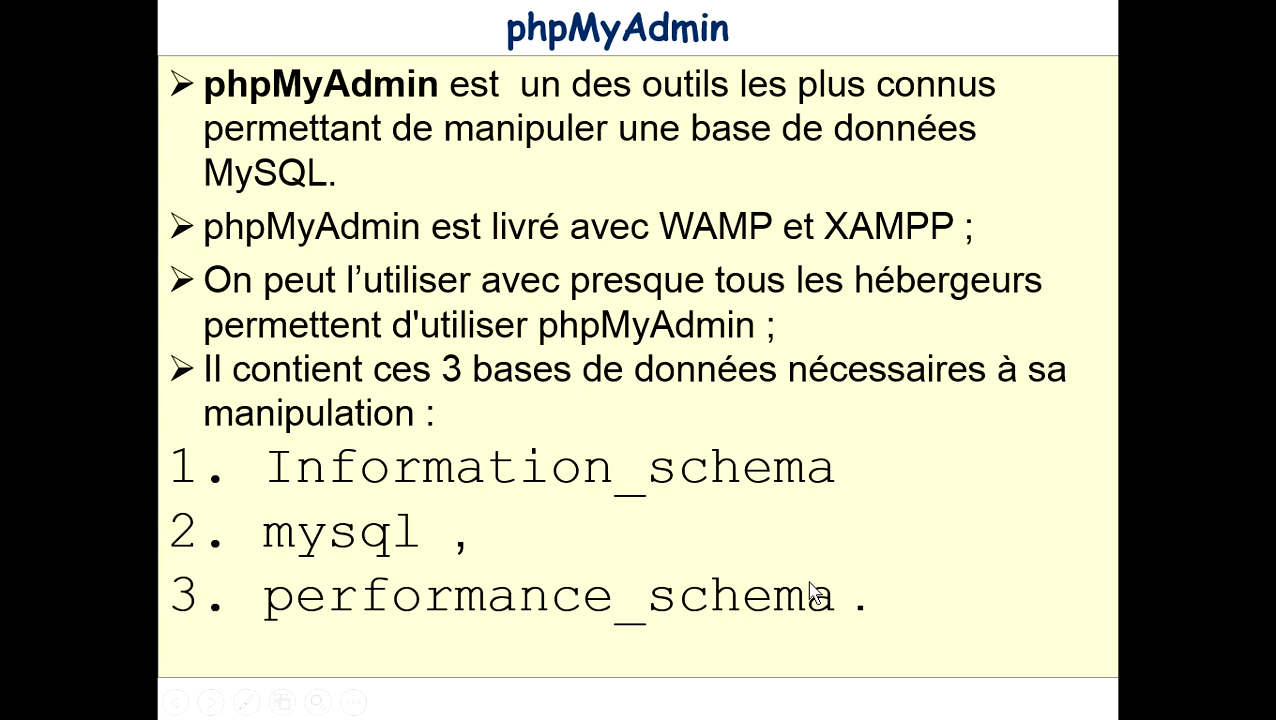 phpMyAdmin
➢ phpMyAdmin est  un des outils les plus connus
permettant de manipuler une base de données
MySQL.
➢ phpMyAdmin est livré avec WAMP et XAMPP ;
➢ On peut l’utiliser avec presque tous les hébergeurs
permettent d'utiliser phpMyAdmin ;
➢ Il contient ces 3 bases de données nécessaires à sa
manipulation :
1. Information_schema
2. mysql ,
3. performance_schema .